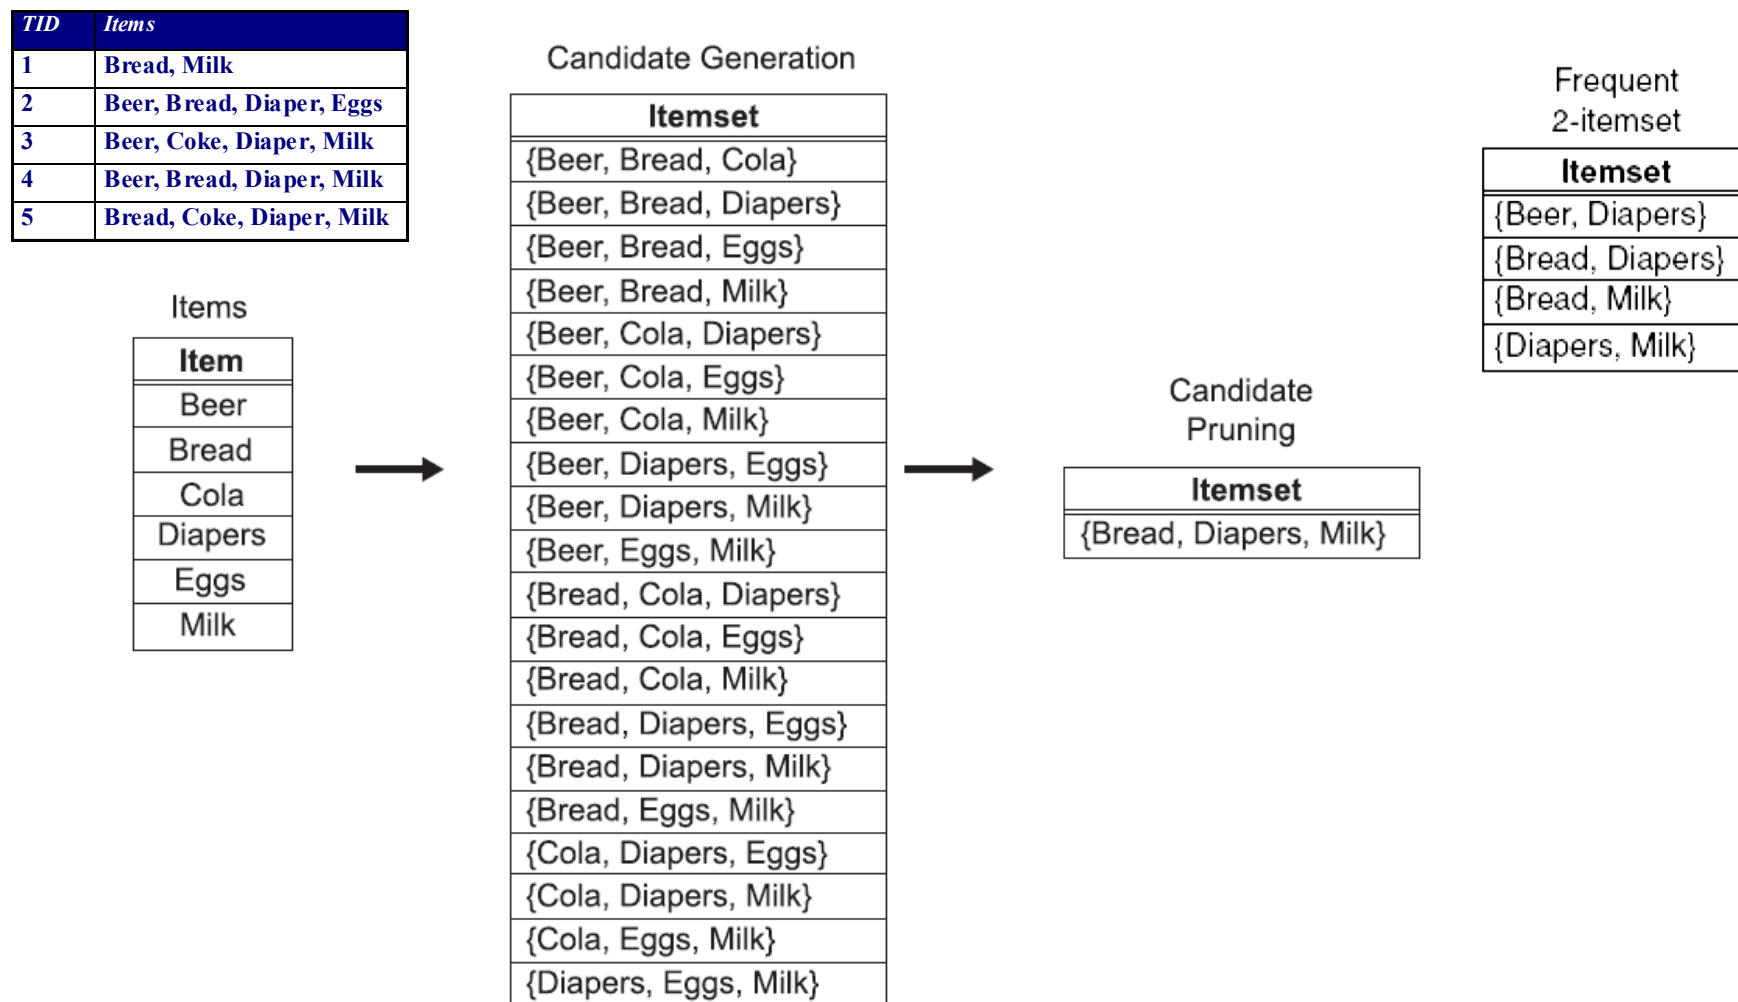 TID Items
1 Bread, Milk
2 Beer, Bread, Diaper, Eggs
3 Beer, Coke, Diaper, Milk
4 Beer, Bread, Diaper, Milk
5 Bread, Coke, Diaper, Milk
Items
Item
Beer
Bread
Cola
Diapers
Eggs
Milk
Candidate Generation
Itemset
{Beer, Bread, Cola}
{Beer, Bread, Diapers}
{Beer, Bread, Eggs}
{Beer, Bread, Milk}
{Beer, Cola, Diapers}
{Beer, Cola, Eggs}
{Beer, Cola, Milk}
{Beer, Diapers, Eggs}
{Beer, Diapers, Milk}
{Beer, Eggs, Milk}
{Bread, Cola, Diapers}
{Bread, Cola, Eggs}
{Bread, Cola, Milk}
{Bread, Diapers, Eggs}
{Bread, Diapers, Milk}
{Bread, Eggs, Milk}
{Cola, Diapers, Eggs}
{Cola, Diapers, Milk}
{Cola, Eggs, Milk}
{Diapers, Eggs, Milk}
Candidate
Pruning
Itemset
{Bread, Diapers, Milk}
Frequent
2-itemset
Itemset
{Beer, Diapers}
{Bread, Diapers}
{Bread, Milk}
{Diapers, Milk}